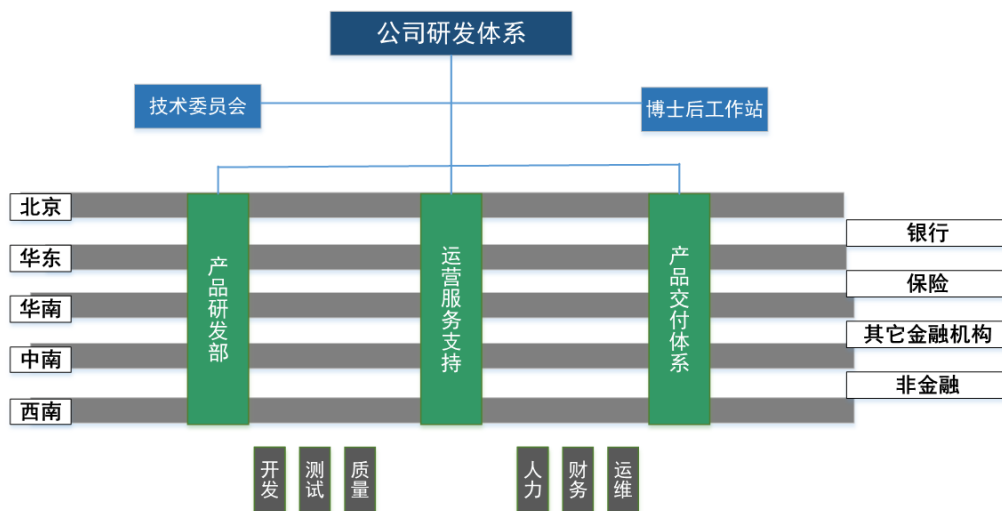 公司研发体系
技术委员会
博士后工作站
北京
华东
华南
中南
西南
产品研发部
运营服务支持
产品交付体系
银行
保险
其它金融机构
非金融
开发
测试
质量
人力
财务
运维